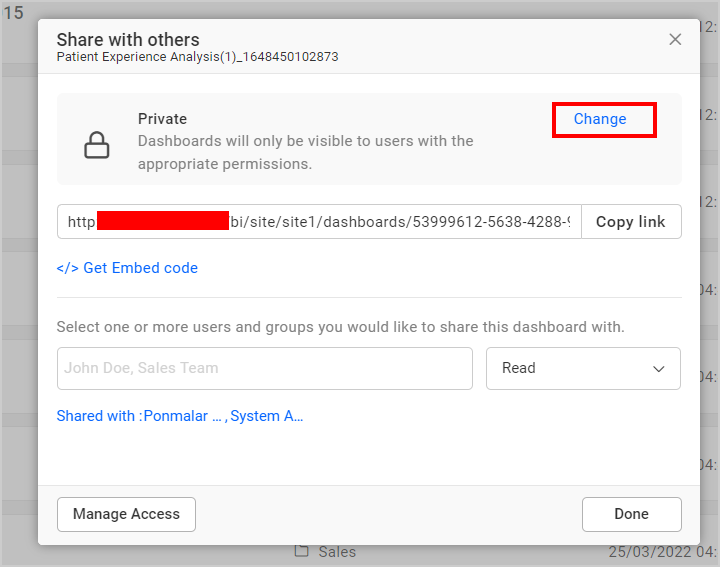 015
Share with others
Patient Experience Analysis(1)_1648450102873
12:
Private
Change
Dashboards will only be visible to users with the
appropriate permissions.
12:
12:
http bi/site/site1/dashboards/53999612-5638-4288-9
Copy link
</> Get Embed code
04:
Select one or more users and groups you would like to share this dashboard with.
John Doe, Sales Team
Read
04:
Shared with :Ponmalar ... , System A...
04:
Manage Access
Done
Sales
25/03/2022 04: